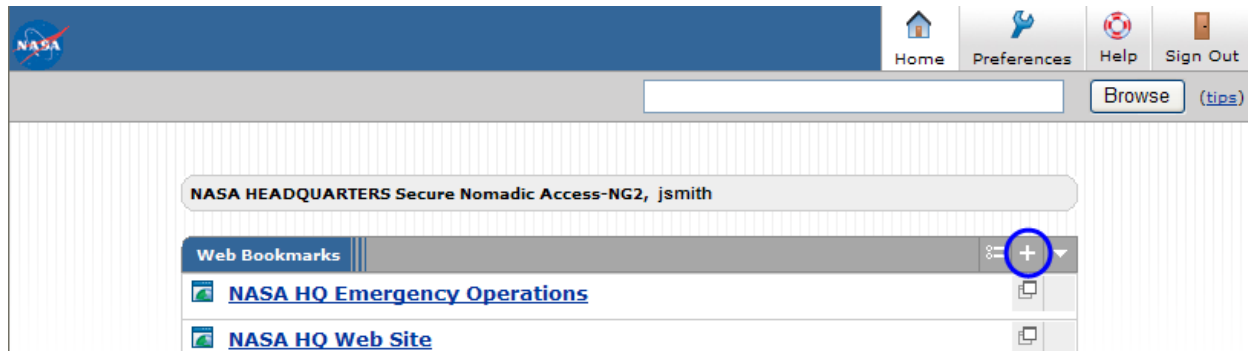 NASA
Home Preferences Help Sign Out
Browse (tips)
NASA HEADQUARTERS Secure Nomadic Access-NG2, jsmith
Web Bookmarks
NASA HQ Emergency Operations
NASA HQ Web Site